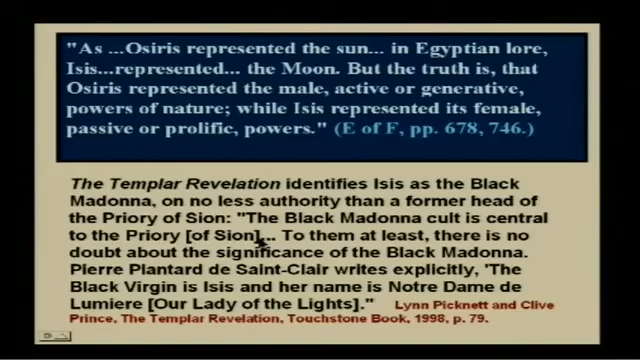 "As ...Osiris represented the sun... in Egyptian lore,
Isis...represented... the Moon. But the truth is, that
Osiris represented the male, active or generative,
powers of nature; while Isis represented its female,
passive or prolific, powers." (E of F, pp. 678, 746.)
The Templar Revelation identifies Isis as the Black
Madonna, on no less authority than a former head of
the Priory of Sion: "The Black Madonna cult is central
to the Priory [of Sion]... To them at least, there is no
doubt about the significance of the Black Madonna.
Pierre Plantard de Saint-Clair writes explicitly, 'The
Black Virgin is Isis and her name is Notre Dame de
Lumiere [Our Lady of the Lights]." Lynn Picknett and Clive
Prince, The Templar Revelation, Touchstone Book, 1998, p. 79.